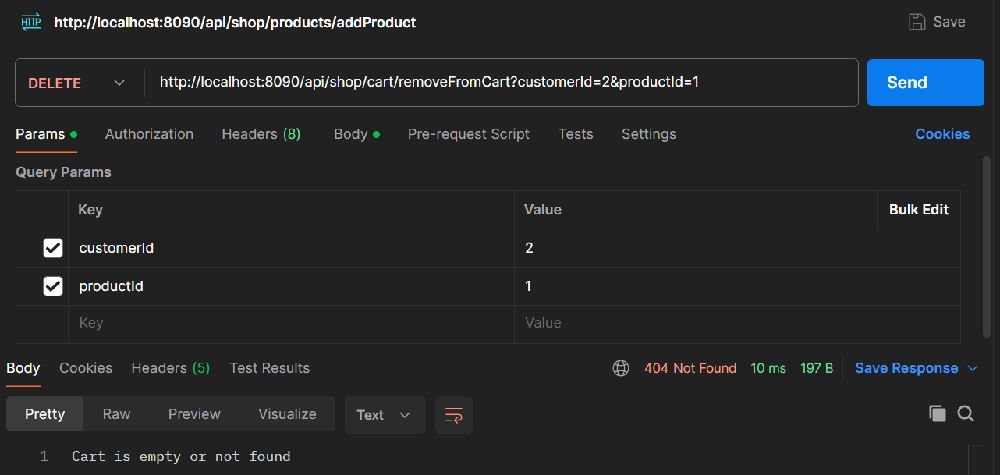 HTTP http://localhost:8090/api/shop/products/addProduct Save
DELETE http://localhost:8090/api/shop/cart/removeFromCart?customerId=2&productId=1 Send
Params Authorization Headers (8) Body Pre-request Script Tests Settings Cookies
Query Params
Key Value Bulk Edit
customerId 2
productId 1
Key Value
Body Cookies Headers (5) Test Results 404 Not Found 10 ms 197 B Save Response
Pretty Raw Preview Visualize Text
1 Cart is empty or not found